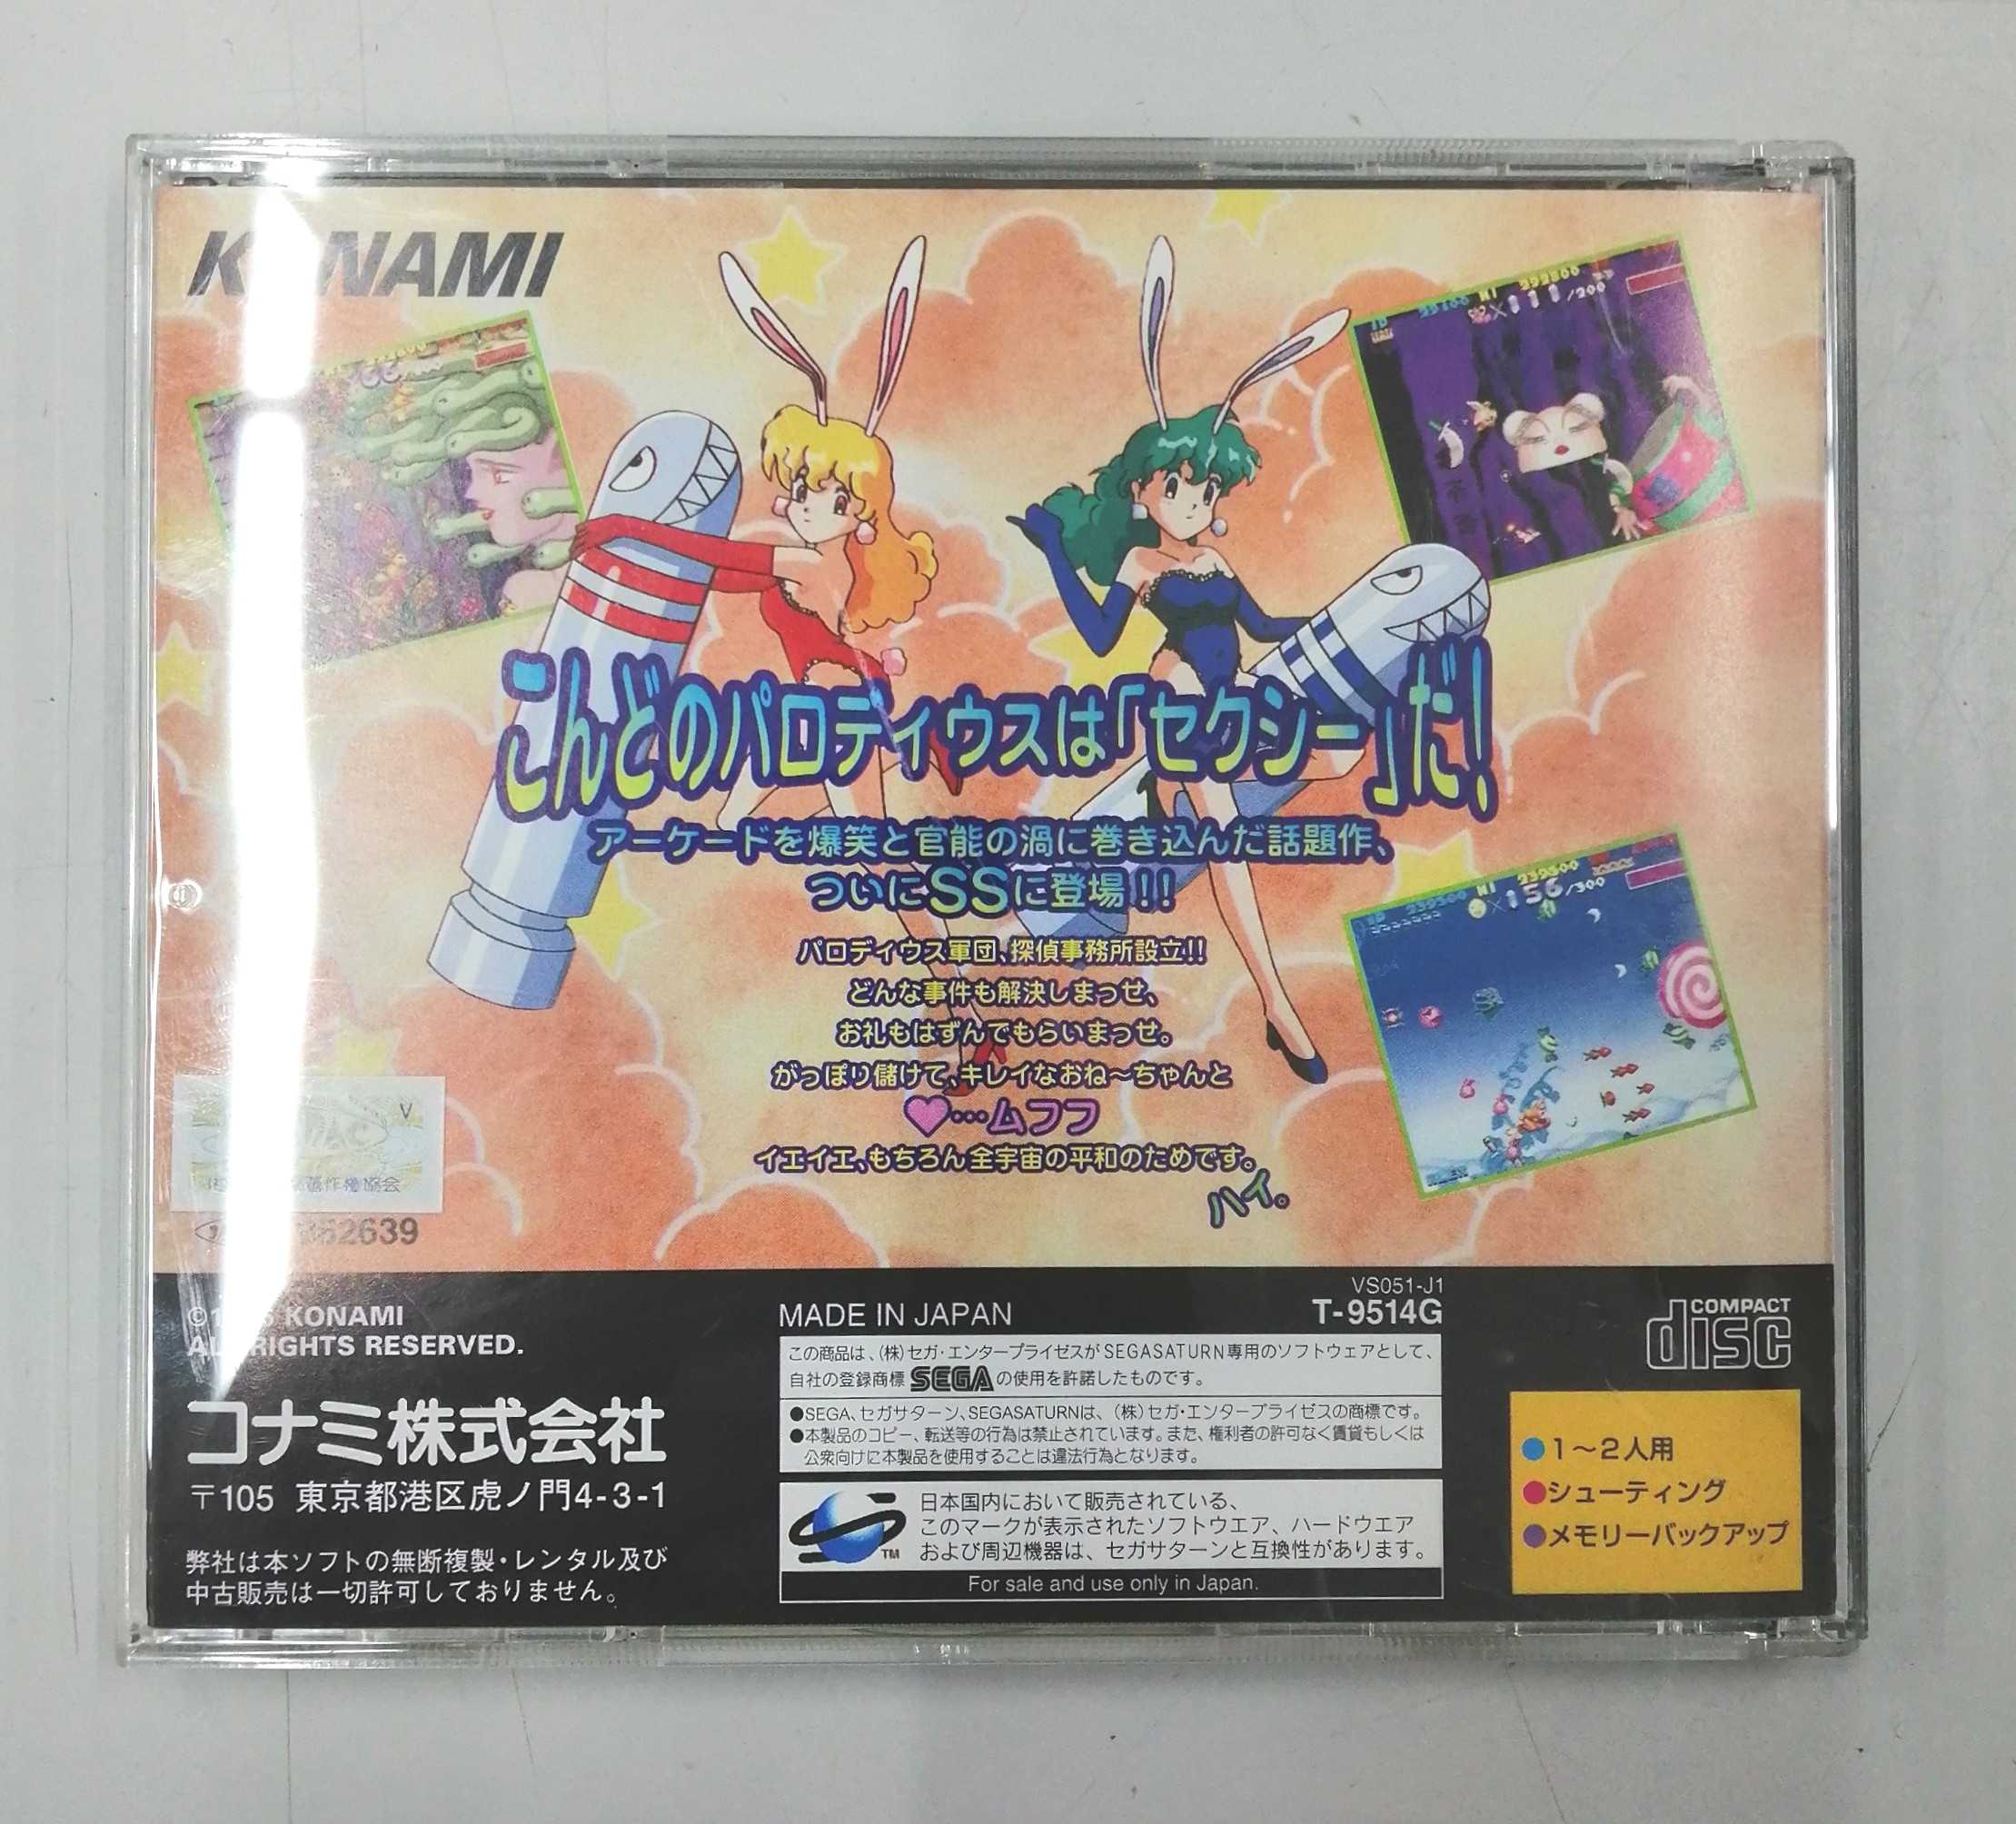 KONAMI
こんどのパロディウスは「セクシー」だ!
アーケードを爆笑と官能の渦に巻き込んだ話題作、
ついにSSに登場!!
パロディウス軍団、探偵事務所設立!!
どんな事件も解決しまっせ、
お礼もはずんでもらいまっせ。
がっぽり儲けて、キレイなおね〜ちゃんと
♥…ムフフ
イエイエ、もちろん全宇宙の平和のためです。
ハイ。
V
著作権協会
62639
KONAMI
ALL RIGHTS RESERVED.
コナミ株式会社
〒105 東京都港区虎ノ門4-3-1
弊社は本ソフトの無断複製・レンタル及び
中古販売は一切許可しておりません。
VS051-J1
MADE IN JAPAN T-9514G
この商品は、(株)セガ・エンタープライゼスがSEGASATURN専用のソフトウェアとして、
自社の登録商標SEGAの使用を許諾したものです。
●SEGA、セガサターン、SEGASATURNは、(株)セガ・エンタープライゼスの商標です。
●本製品のコピー、転送等の行為は禁止されています。また、権利者の許可なく賃貸もしくは
公衆向けに本製品を使用することは違法行為となります。
日本国内において販売されている、
このマークが表示されたソフトウエア、ハードウエア
および周辺機器は、セガサターンと互換性があります。
TM
For sale and use only in Japan.
COMPACT
disc
●1〜2人用
●シューティング
●メモリーバックアップ
111/200
156/300